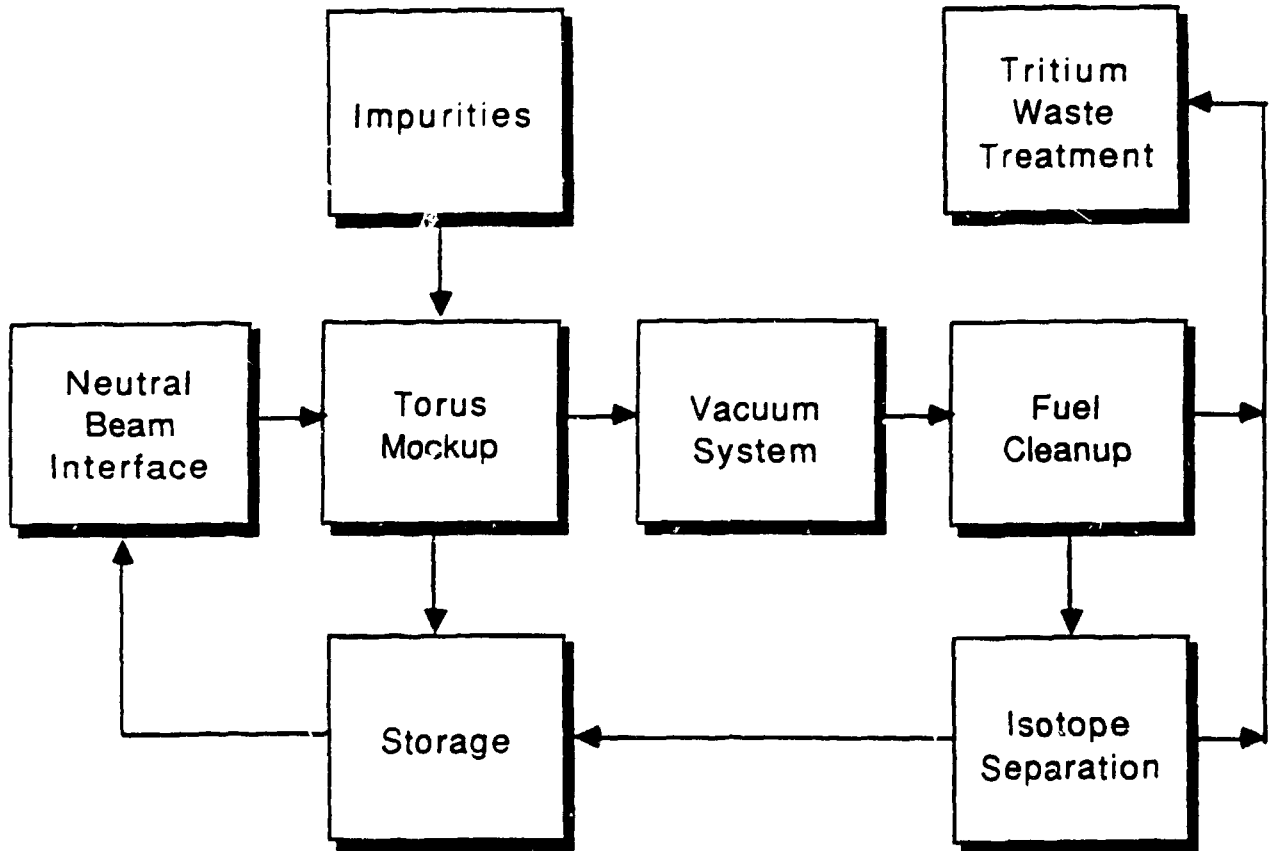 Impurities
Tritium
Waste
Treatment
Neutral
Beam
Interface
Torus
Mockup
Vacuum
System
Fuel
Cleanup
Storage
Isotope
Separation